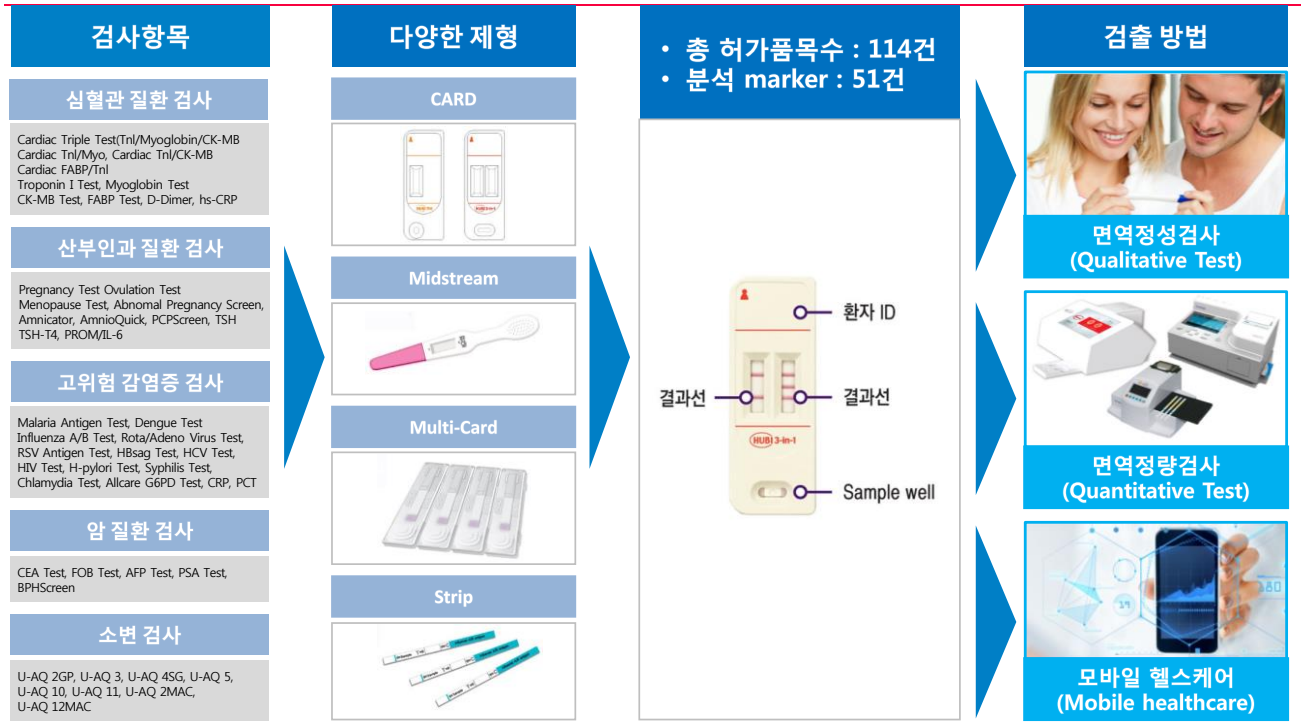 검사항목
심혈관 질환 검사
Cardiac Triple Test(TnI/Myoglobin/CK-MB
Cardiac TnI/Myo, Cardiac TnI/CK-MB
Cardiac FABP/TnI
Troponin I Test, Myoglobin Test
CK-MB Test, FABP Test, D-Dimer, hs-CRP
산부인과 질환 검사
Pregnancy Test Ovulation Test
Menopause Test, Abnomal Pregnancy Screen,
Amnicator, AmnioQuick, PCPScreen, TSH
TSH-T4, PROM/IL-6
고위험 감염증 검사
Malaria Antigen Test, Dengue Test
Influenza A/B Test, Rota/Adeno Virus Test,
RSV Antigen Test, HBsag Test, HCV Test,
HIV Test, H-pylori Test, Syphilis Test,
Chlamydia Test, Allcare G6PD Test, CRP, PCT
암 질환 검사
CEA Test, FOB Test, AFP Test, PSA Test,
BPHScreen
소변 검사
U-AQ 2GP, U-AQ 3, U-AQ 4SG, U-AQ 5,
U-AQ 10, U-AQ 11, U-AQ 2MAC,
U-AQ 12MAC
다양한 제형
CARD
HUBI 3-in-1
Midstream
Multi-Card
Strip
• 총 허가품목수 : 114건
• 분석 marker : 51건
환자 ID
결과선
결과선
HUBI 3-in-1
Sample well
검출 방법
면역정성검사
(Qualitative Test)
면역정량검사
(Quantitative Test)
모바일 헬스케어
(Mobile healthcare)